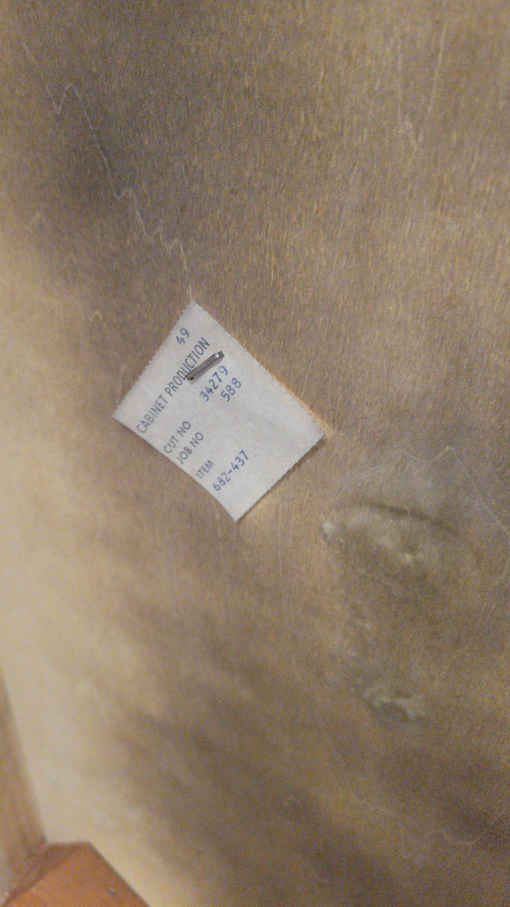 49
CABINET PRODUCTION
CUT NO 34279
JOB NO 588
ITEM
682-437